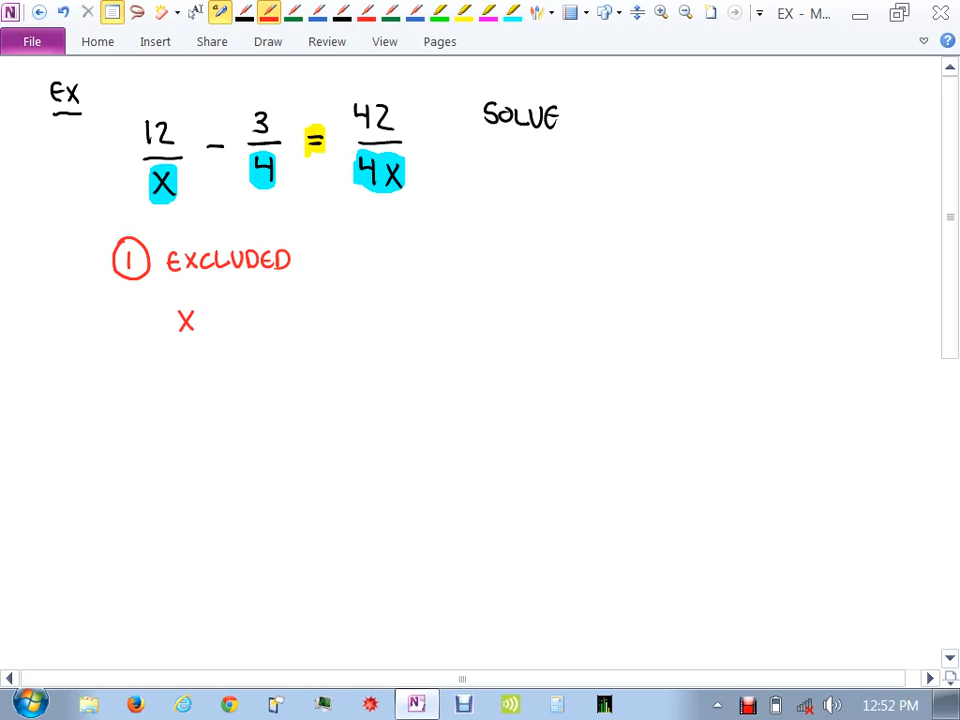 EX - M...
File Home Insert Share Draw Review View Pages
EX
12/x - 3/4 = 42/4x SOLVE
① EXCLUDED
X
12:52 PM